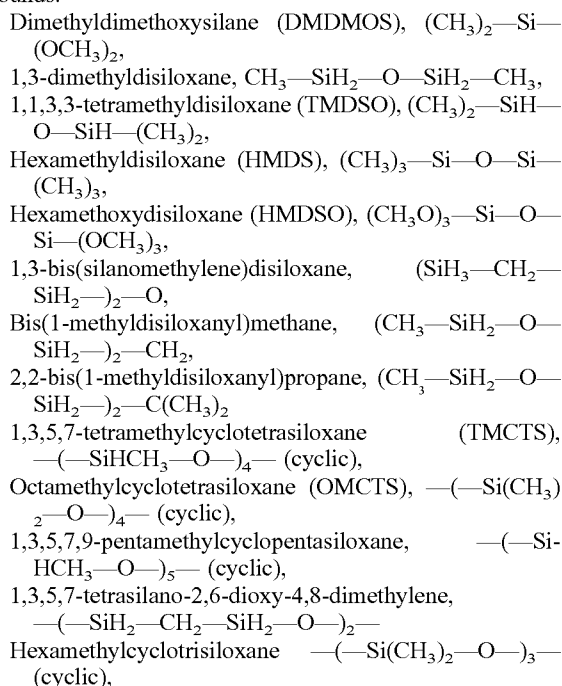 Dimethyldimethoxysilane (DMDMOS), (CH₃)₂—Si—
(OCH₃)₂,
1,3-dimethyldisiloxane, CH₃—SiH₂—O—SiH₂—CH₃,
1,1,3,3-tetramethyldisiloxane (TMDSO), (CH₃)₂—SiH—
O—SiH—(CH₃)₂,
Hexamethyldisiloxane (HMDS), (CH₃)₃—Si—O—Si—
(CH₃)₃,
Hexamethoxydisiloxane (HMDSO), (CH₃O)₃—Si—O—
Si—(OCH₃)₃,
1,3-bis(silanomethylene)disiloxane, (SiH₃—CH₂—
SiH₂—)₂—O,
Bis(1-methyldisiloxanyl)methane, (CH₃—SiH₂—O—
SiH₂—)₂—CH₂,
2,2-bis(1-methyldisiloxanyl)propane, (CH₃—SiH₂—O—
SiH₂—)₂—C(CH₃)₂
1,3,5,7-tetramethylcyclotetrasiloxane (TMCTS),
—(—SiHCH₃—O—)₄— (cyclic),
Octamethylcyclotetrasiloxane (OMCTS), —(—Si(CH₃)
₂—O—)₄— (cyclic),
1,3,5,7,9-pentamethylcyclopentasiloxane, —(—Si-
HCH₃—O—)₅— (cyclic),
1,3,5,7-tetrasilano-2,6-dioxy-4,8-dimethylene,
—(—SiH₂—CH₂—SiH₂—O—)₂—
Hexamethylcyclotrisiloxane —(—Si(CH₃)₂—O—)₃—
(cyclic),